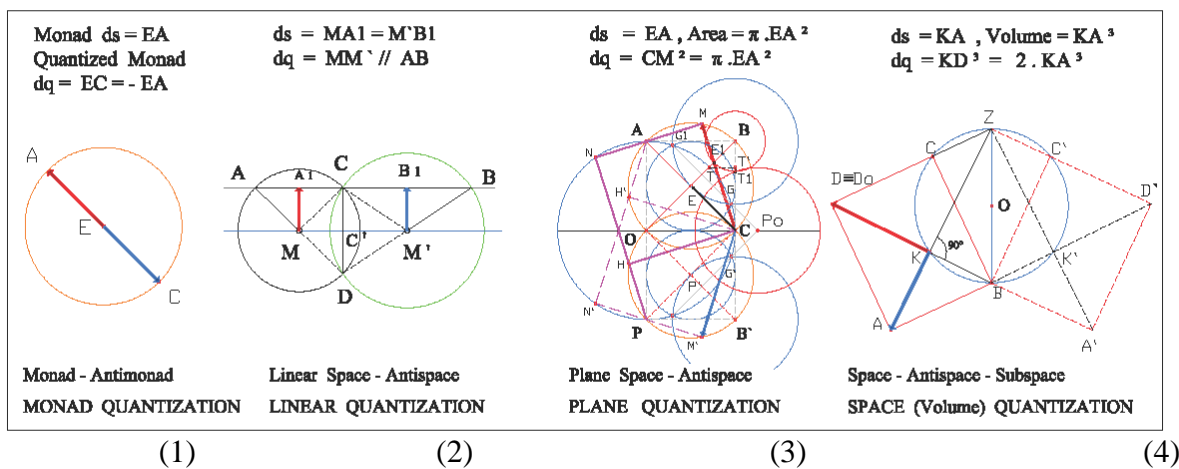 Monad ds = EA
Quantized Monad
dq = EC = - EA
ds = MA1 = M`B1
dq = MM` // AB
ds = EA , Area = π .EA ²
dq = CM ² = π .EA ²
ds = KA , Volume = KA ³
dq = KD ³ = 2 . KA ³
A
E
C
A
A1
C
B1
B
M
C'
M'
D
M
A
G1
B
N
E1
T
T'
T1
H'
E
G
O
C
Po
H
G'
P
N'
P
M'
B`
Z
C
C'
D≡Da
D'
O
K
90°
K'
B
A
A'
Monad - Antimonad
MONAD QUANTIZATION
Linear Space - Antispace
LINEAR QUANTIZATION
Plane Space - Antispace
PLANE QUANTIZATION
Space - Antispace - Subspace
SPACE (Volume) QUANTIZATION
(1) (2) (3) (4)